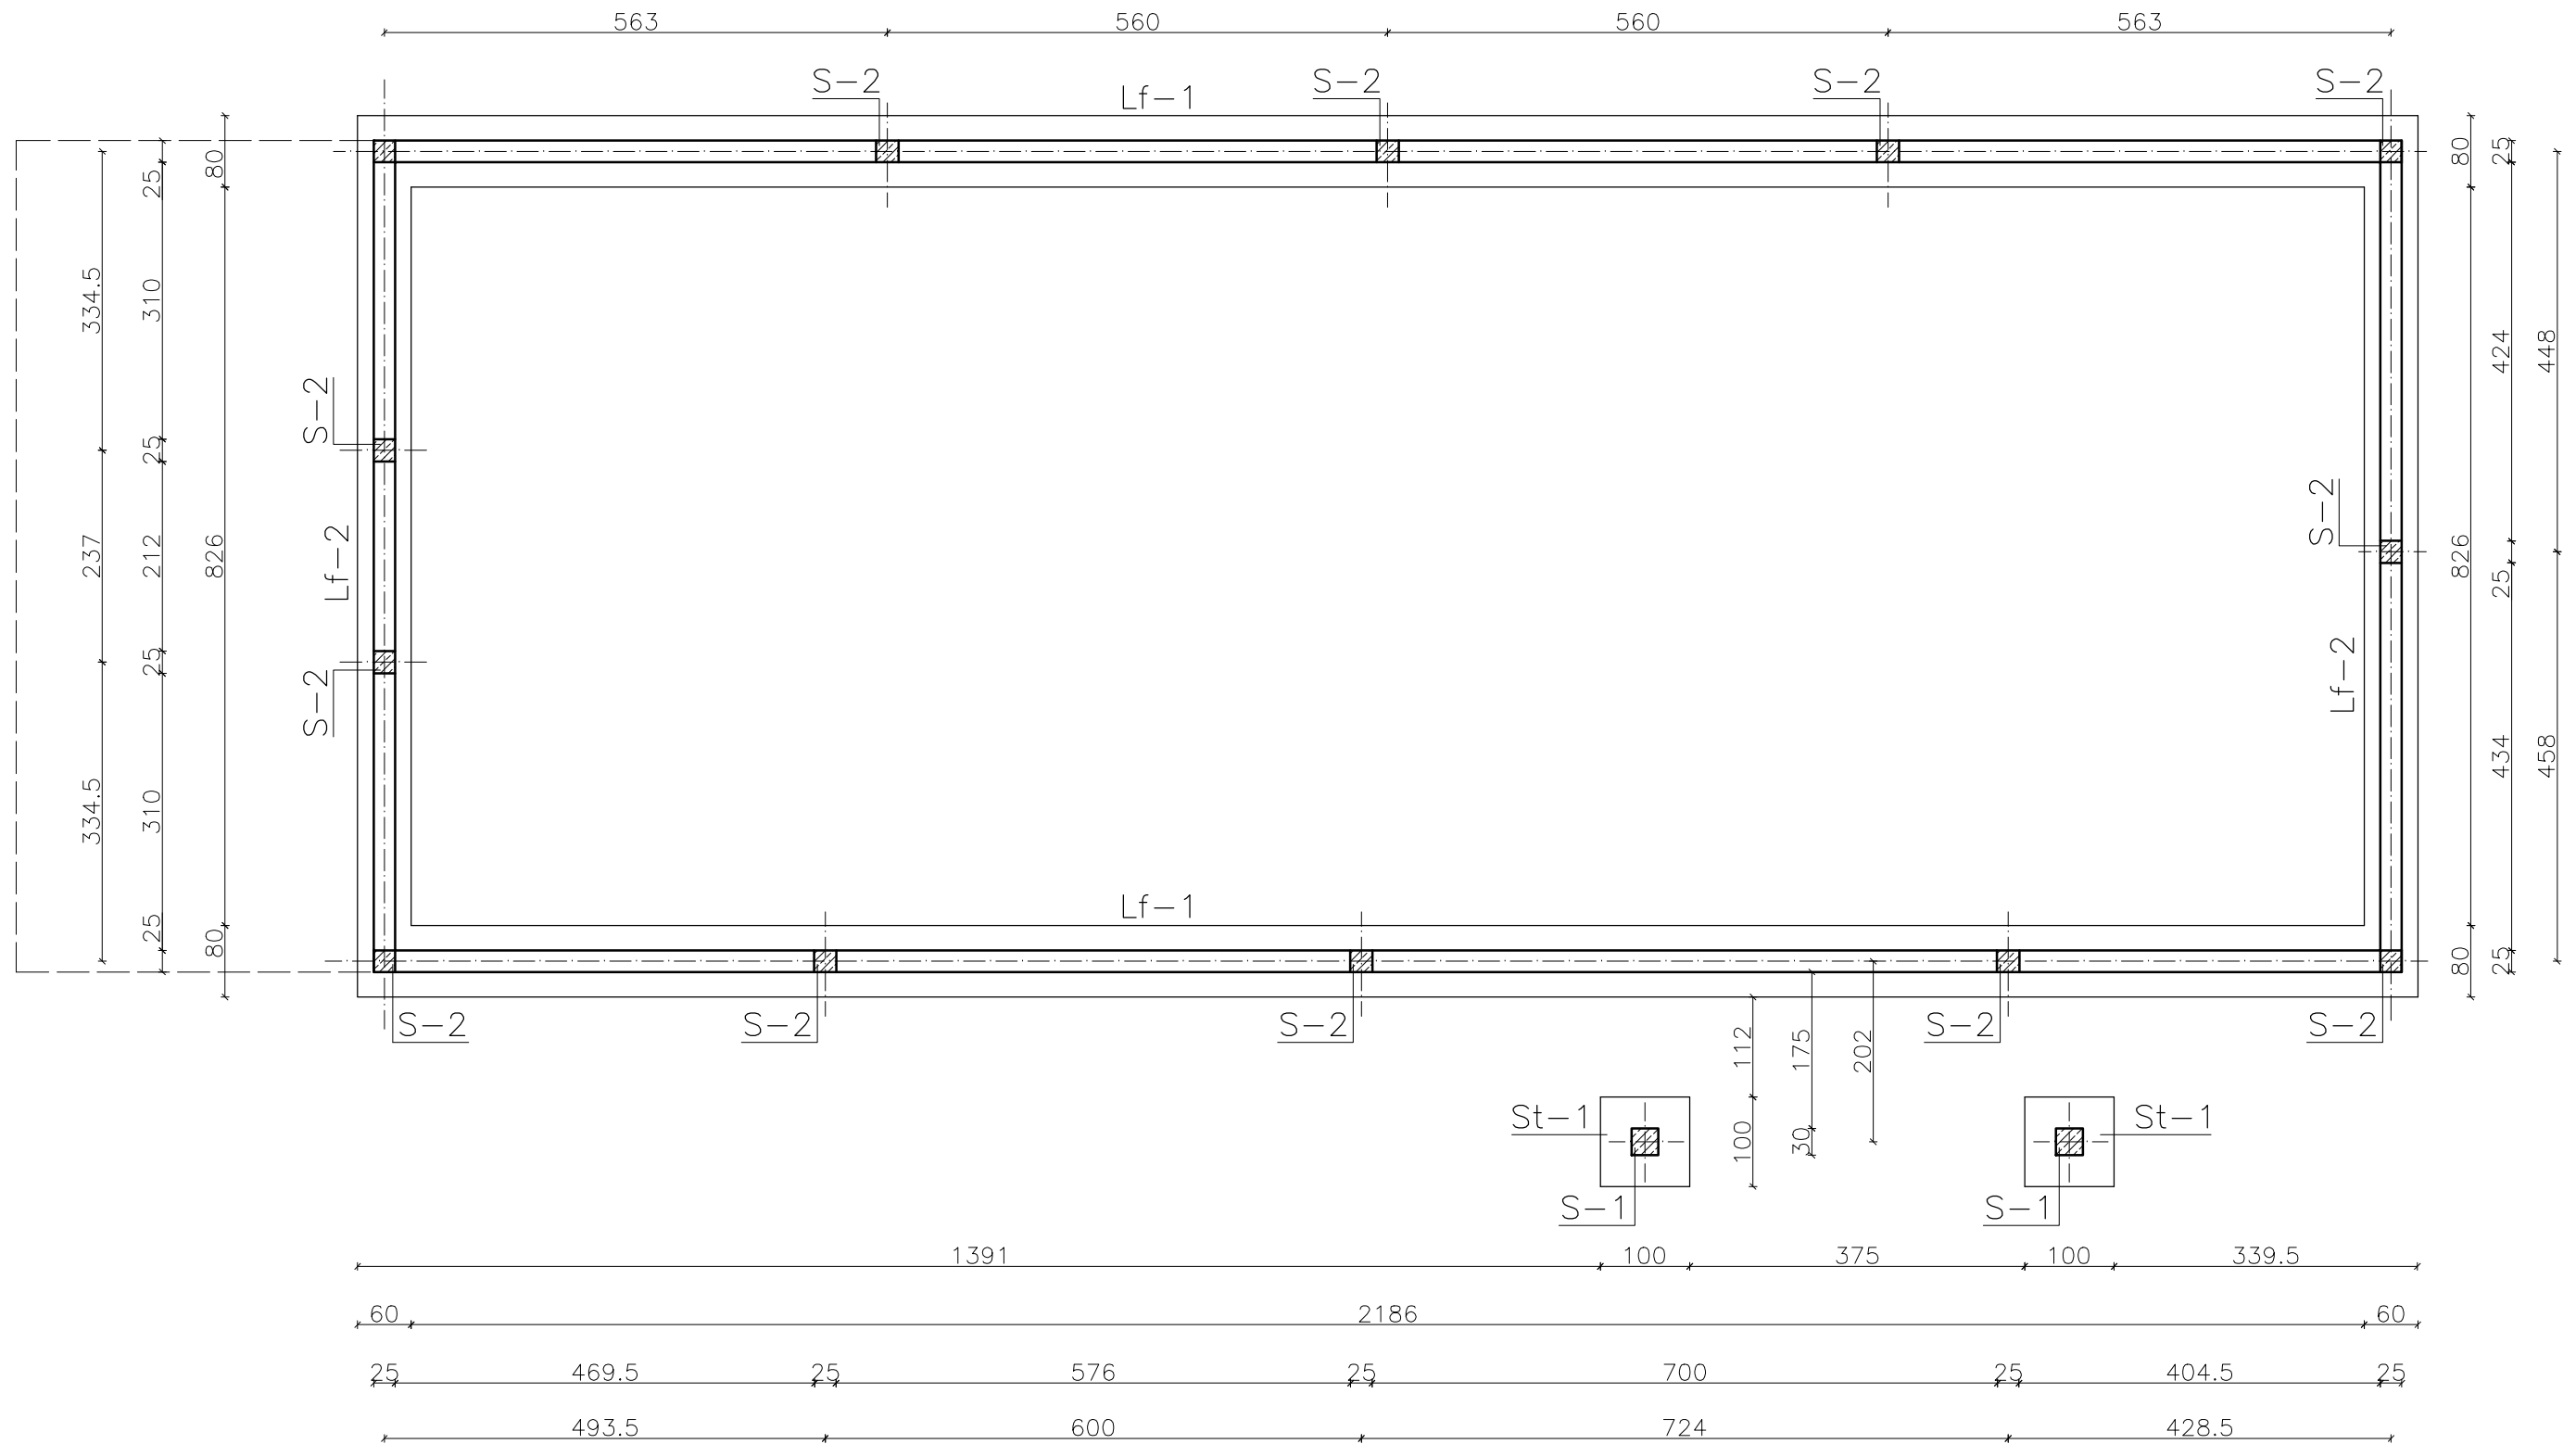 563 560 560 563
S-2 S-2 S-2 S-2
Lf-1
80 25 80 25
334.5 310 424 448
S-2
25 S-2
237 212 826 Lf-2 826 25
25 Lf-2
S-2
334.5 310 434 458
Lf-1
25 80 80 25
S-2 S-2 S-2 S-2 S-2
112 175 202
St-1 St-1
100 30
S-1 S-1
1391 100 375 100 339.5
60 2186 60
25 469.5 25 576 25 700 25 404.5 25
493.5 600 724 428.5